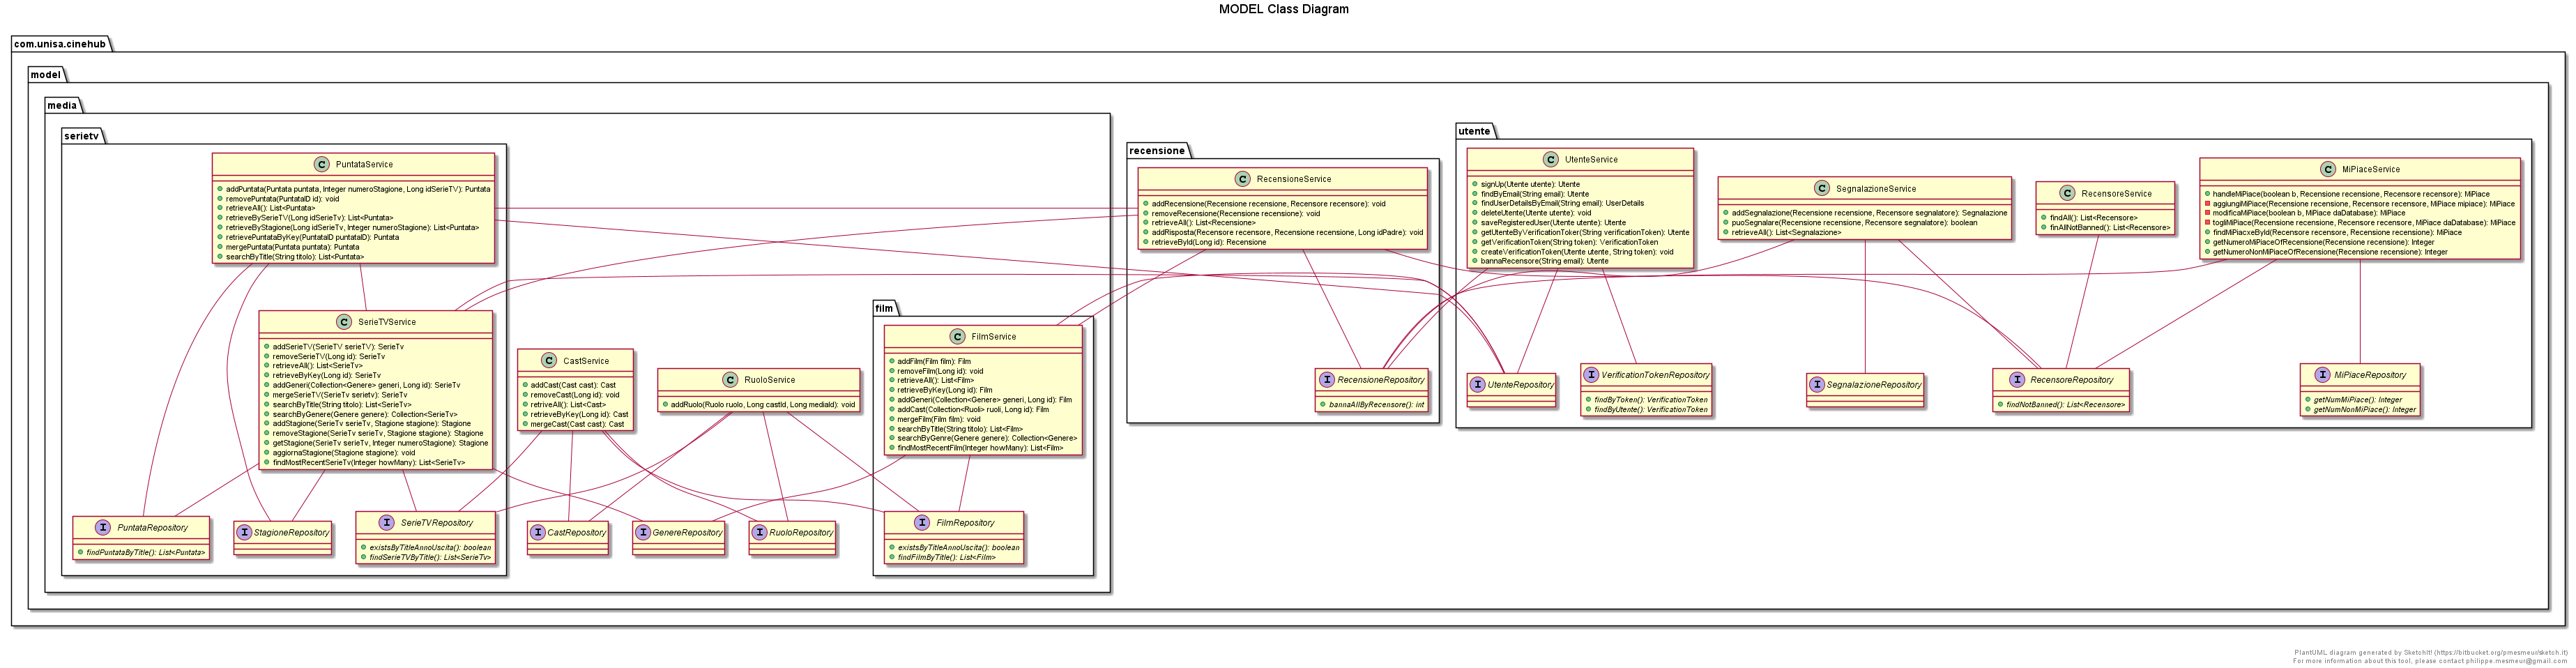 MODEL Class Diagram
com.unisa.cinehub
model
media
serietv
PuntataService
addPuntata(Puntata puntata, Integer numeroStagione, Long idSerieTV): Puntata
removePuntata(PuntataID id): void
retrieveAll(): List<Puntata>
retrieveBySerieTV(Long idSerieTv): List<Puntata>
retrieveByStagione(Long idSerieTv, Integer numeroStagione): List<Puntata>
retrievePuntataByKey(PuntataID puntataID): Puntata
mergePuntata(Puntata puntata): Puntata
searchByTitle(String titolo): List<Puntata>
SerieTVService
addSerieTV(SerieTV serieTV): SerieTv
removeSerieTV(Long id): SerieTv
retrieveAll(): List<SerieTv>
retrieveByKey(Long id): SerieTv
addGeneri(Collection<Genere> generi, Long id): SerieTv
mergeSerieTV(SerieTv serietv): SerieTv
searchByTitle(String titolo): List<SerieTv>
searchByGenere(Genere genere): Collection<SerieTv>
addStagione(SerieTv serieTv, Stagione stagione): Stagione
removeStagione(SerieTv serieTv, Stagione stagione): Stagione
getStagione(SerieTv serieTv, Integer numeroStagione): Stagione
aggiornaStagione(Stagione stagione): void
findMostRecentSerieTv(Integer howMany): List<SerieTv>
PuntataRepository
findPuntataByTitle(): List<Puntata>
StagioneRepository
SerieTVRepository
existsByTitleAnnoUscita(): boolean
findSerieTVByTitle(): List<SerieTv>
CastService
addCast(Cast cast): Cast
removeCast(Long id): void
retriveAll(): List<Cast>
retrieveByKey(Long id): Cast
mergeCast(Cast cast): Cast
RuoloService
addRuolo(Ruolo ruolo, Long castId, Long mediaId): void
CastRepository
GenereRepository
RuoloRepository
film
FilmService
addFilm(Film film): Film
removeFilm(Long id): void
retrieveAll(): List<Film>
retrieveByKey(Long id): Film
addGeneri(Collection<Genere> generi, Long id): Film
addCast(Collection<Ruoli> ruoli, Long id): Film
mergeFilm(Film film): void
searchByTitle(String titolo): List<Film>
searchByGenre(Genere genere): Collection<Genere>
findMostRecentFilm(Integer howMany): List<Film>
FilmRepository
existsByTitleAnnoUscita(): boolean
findFilmByTitle(): List<Film>
recensione
RecensioneService
addRecensione(Recensione recensione, Recensore recensore): void
removeRecensione(Recensione recensione): void
retrieveAll(): List<Recensione>
addRisposta(Recensore recensore, Recensione recensione, Long idPadre): void
retrieveById(Long id): Recensione
RecensioneRepository
bannaAllByRecensore(): int
utente
UtenteService
signUp(Utente utente): Utente
findByEmail(String email): Utente
findUserDetailsByEmail(String email): UserDetails
deleteUtente(Utente utente): void
saveRegisteredUser(Utente utente): Utente
getUtenteByVerificationToker(String verificationToken): Utente
getVerificationToken(String token): VerificationToken
createVerificationToken(Utente utente, String token): void
bannaRecensore(String email): Utente
SegnalazioneService
addSegnalazione(Recensione recensione, Recensore segnalatore): Segnalazione
puoSegnalare(Recensione recensione, Recensore segnalatore): boolean
retrieveAll(): List<Segnalazione>
RecensoreService
findAll(): List<Recensore>
finAllNotBanned(): List<Recensore>
MiPiaceService
handleMiPiace(boolean b, Recensione recensione, Recensore recensore): MiPiace
aggiungiMiPiace(Recensione recensione, Recensore recensore, MiPiace mipiace): MiPiace
modificaMiPiace(boolean b, MiPiace daDatabase): MiPiace
togliMiPiace(Recensione recensione, Recensore recensore, MiPiace daDatabase): MiPiace
findMiPiacxeById(Recensore recensore, Recensione recensione): MiPiace
getNumeroMiPiaceOfRecensione(Recensione recensione): Integer
getNumeroNonMiPiaceOfRecensione(Recensione recensione): Integer
UtenteRepository
VerificationTokenRepository
findByToken(): VerificationToken
findByUtente(): VerificationToken
SegnalazioneRepository
RecensoreRepository
findNotBanned(): List<Recensore>
MiPiaceRepository
getNumMiPiace(): Integer
getNumNonMiPiace(): Integer
PlantUML diagram generated by SketchIt! (https://bitbucket.org/pmesmeur/sketch.it)
For more information about this tool, please contact philippe.mesmeur@gmail.com